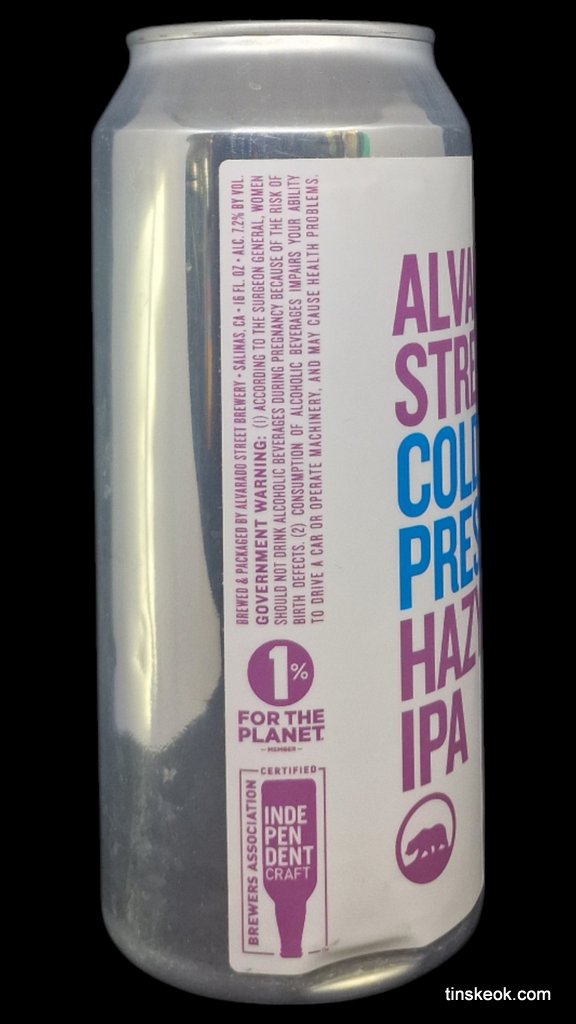 BREWED & PACKAGED BY ALVARADO STREET BREWERY • SALINAS, CA • 16 FL. OZ • ALC. 7.2% BY VOL.
GOVERNMENT WARNING: (1) ACCORDING TO THE SURGEON GENERAL, WOMEN
SHOULD NOT DRINK ALCOHOLIC BEVERAGES DURING PREGNANCY BECAUSE OF THE RISK OF
BIRTH DEFECTS. (2) CONSUMPTION OF ALCOHOLIC BEVERAGES IMPAIRS YOUR ABILITY
TO DRIVE A CAR OR OPERATE MACHINERY, AND MAY CAUSE HEALTH PROBLEMS.
1%
FOR THE
PLANET
MEMBER
CERTIFIED
BREWERS ASSOCIATION
INDE
PEN
DENT
CRAFT
ALVA
STRE
COLD
PRES
HAZY
IPA
tinskeok.com